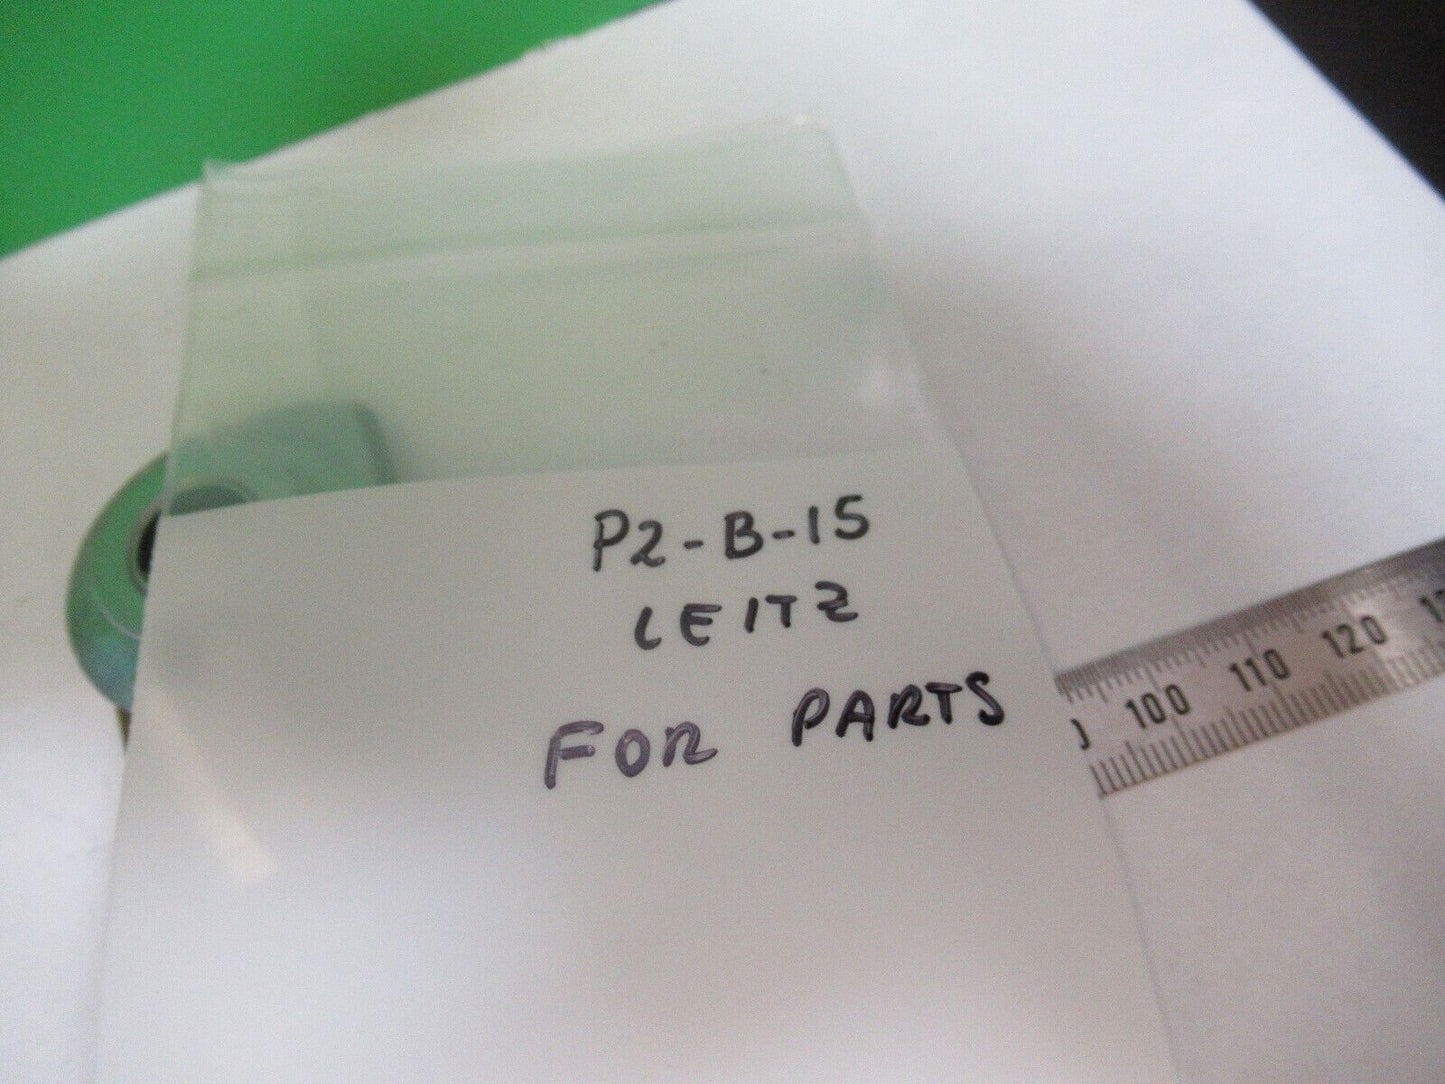 P2-B-15
LEITZ
FOR PARTS
100 110 120